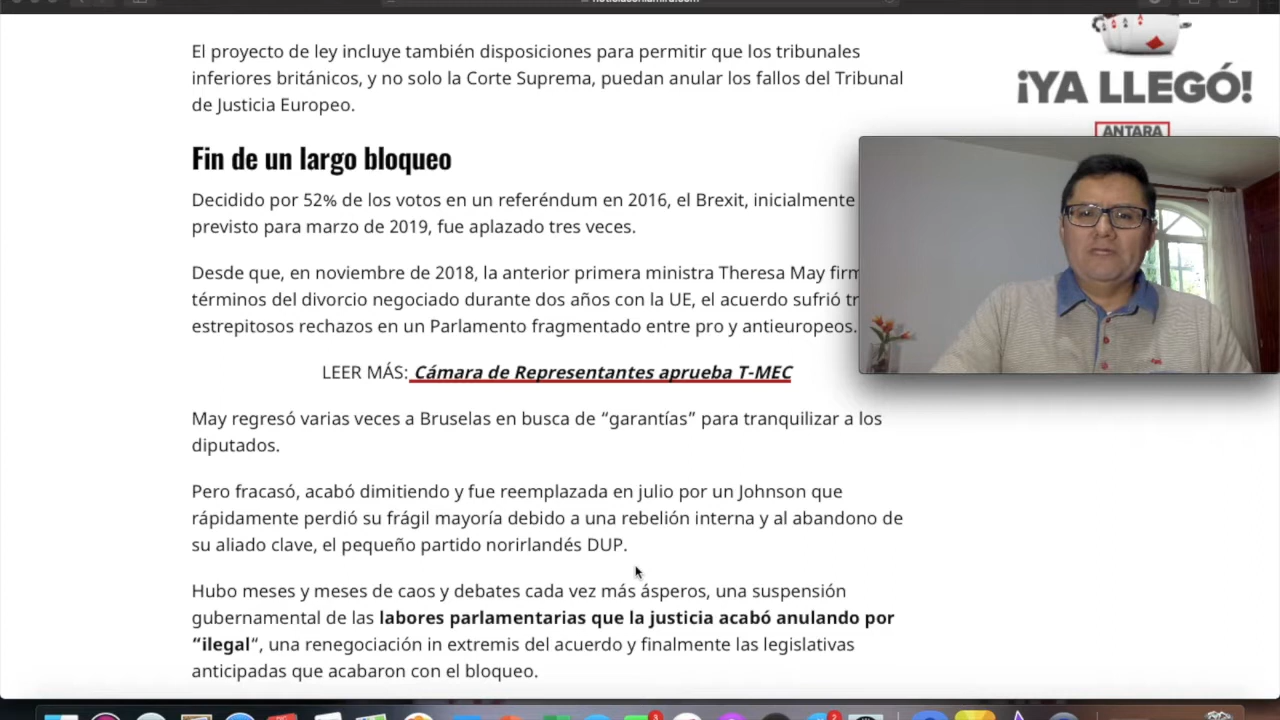 El proyecto de ley incluye también disposiciones para permitir que los tribunales
inferiores británicos, y no solo la Corte Suprema, puedan anular los fallos del Tribunal
de Justicia Europeo.
¡YA LLEGÓ!
ANTARA
Fin de un largo bloqueo
Decidido por 52% de los votos en un referéndum en 2016, el Brexit, inicialmente
previsto para marzo de 2019, fue aplazado tres veces.
Desde que, en noviembre de 2018, la anterior primera ministra Theresa May
términos del divorcio negociado durante dos años con la UE, el acuerdo sufrió
estrepitosos rechazos en un Parlamento fragmentado entre pro y antieuropeos.
LEER MÁS: Cámara de Representantes aprueba T-MEC
May regresó varias veces a Bruselas en busca de “garantías” para tranquilizar a los
diputados.
Pero fracasó, acabó dimitiendo y fue reemplazada en julio por un Johnson que
rápidamente perdió su frágil mayoría debido a una rebelión interna y al abandono de
su aliado clave, el pequeño partido norirlandés DUP.
Hubo meses y meses de caos y debates cada vez más ásperos, una suspensión
gubernamental de las labores parlamentarias que la justicia acabó anulando por
“ilegal“, una renegociación in extremis del acuerdo y finalmente las legislativas
anticipadas que acabaron con el bloqueo.